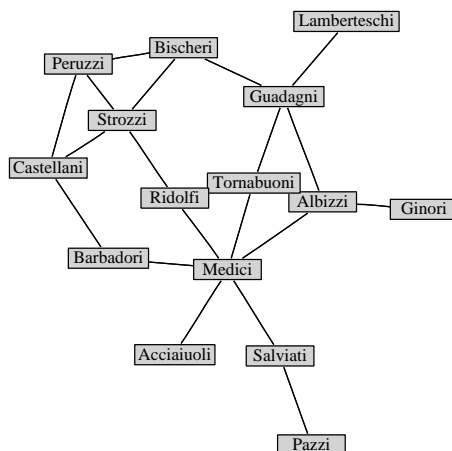 Lamberteschi
Bischeri
Peruzzi
Guadagni
Strozzi
Castellani
Tornabuoni
Ridolfi
Albizzi
Ginori
Barbadori
Medici
Acciaiuoli
Salviati
Pazzi